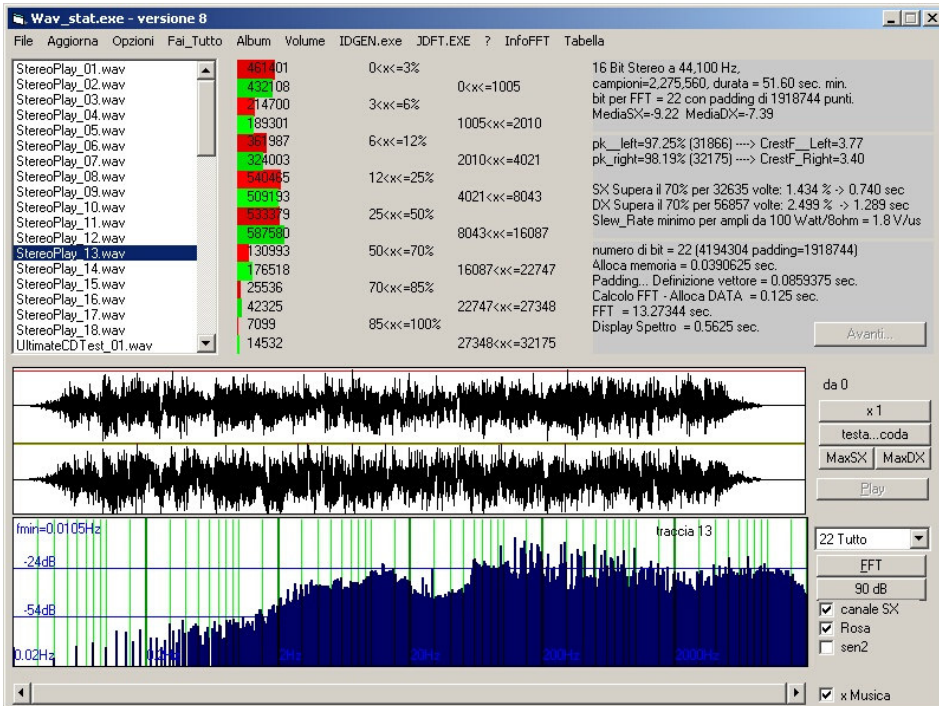 Wav_stat.exe - versione 8
File Aggiorna Opzioni Fai_Tutto Album Volume IDGEN.exe JDFT.EXE ? InfoFFT Tabella
StereoPlay_01.wav
StereoPlay_02.wav
StereoPlay_03.wav
StereoPlay_04.wav
StereoPlay_05.wav
StereoPlay_06.wav
StereoPlay_07.wav
StereoPlay_08.wav
StereoPlay_09.wav
StereoPlay_10.wav
StereoPlay_11.wav
StereoPlay_12.wav
StereoPlay_13.wav
StereoPlay_14.wav
StereoPlay_15.wav
StereoPlay_16.wav
StereoPlay_17.wav
StereoPlay_18.wav
UltimateCDTest_01.wav
461401 0<x<=3%
432108 0<x<=1005
214700 3<x<=6%
189301 1005<x<=2010
361987 6<x<=12%
324003 2010<x<=4021
540465 12<x<=25%
509193 4021<x<=8043
533379 25<x<=50%
587580 8043<x<=16087
130993 50<x<=70%
176518 16087<x<=22747
25536 70<x<=85%
42325 22747<x<=27348
7099 85<x<=100%
14532 27348<x<=32175
16 Bit Stereo a 44,100 Hz,
campioni=2,275,560, durata = 51.60 sec. min.
bit per FFT = 22 con padding di 1918744 punti.
MediaSX=-9.22 MediaDX=-7.39
pk__left=97.25% (31866) ----> CrestF__Left=3.77
pk_right=98.19% (32175) ----> CrestF_Right=3.40
SX Supera il 70% per 32635 volte: 1.434 % -> 0.740 sec
DX Supera il 70% per 56857 volte: 2.499 % -> 1.289 sec
Slew_Rate minimo per ampli da 100 Watt/8ohm = 1.8 V/us
numero di bit = 22 (4194304 padding=1918744)
Alloca memoria = 0.0390625 sec.
Padding... Definizione vettore = 0.0859375 sec.
Calcolo FFT - Alloca DATA = 0.125 sec.
FFT = 13.27344 sec.
Display Spettro = 0.5625 sec.
Avanti...
da 0
x 1
testa...coda
MaxSX MaxDX
Play
fmin=0.0105Hz
traccia 13
-24dB
-54dB
0.02Hz 0.2Hz 2Hz 20Hz 200Hz 2000Hz
22 Tutto
FFT
90 dB
canale SX
Rosa
sen2
x Musica